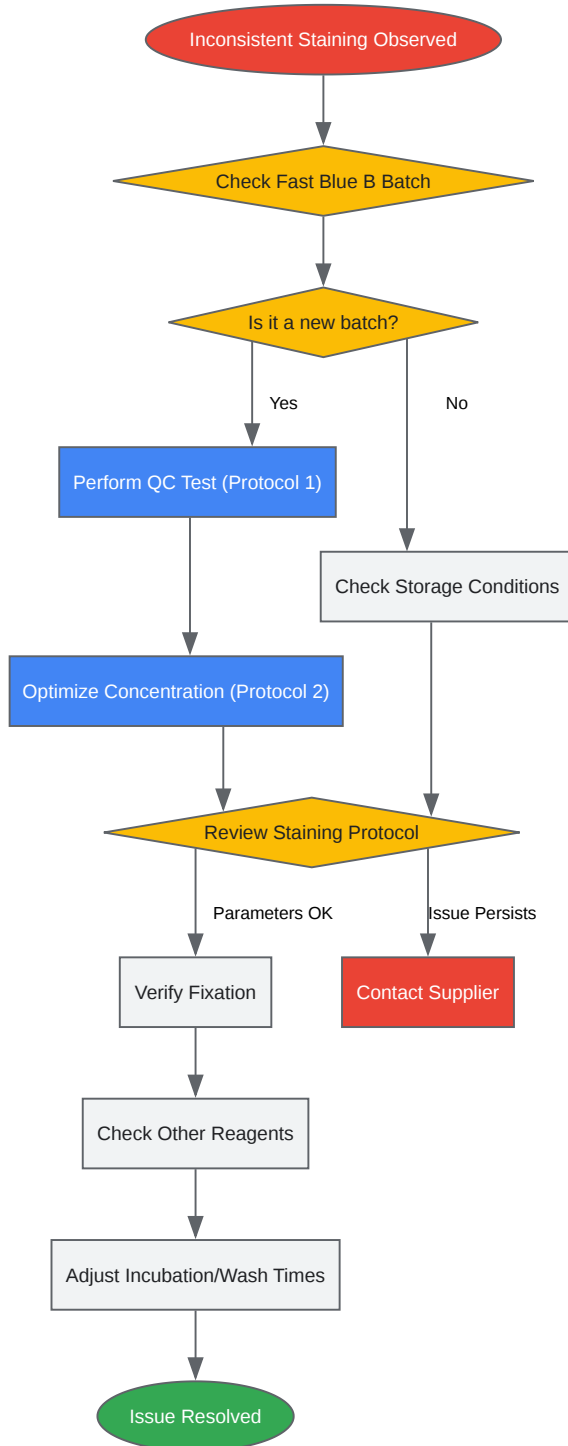 Inconsistent Staining Observed
Check Fast Blue B Batch
Is it a new batch?
Yes
No
Perform QC Test (Protocol 1)
Check Storage Conditions
Optimize Concentration (Protocol 2)
Review Staining Protocol
Parameters OK
Issue Persists
Verify Fixation
Contact Supplier
Check Other Reagents
Adjust Incubation/Wash Times
Issue Resolved